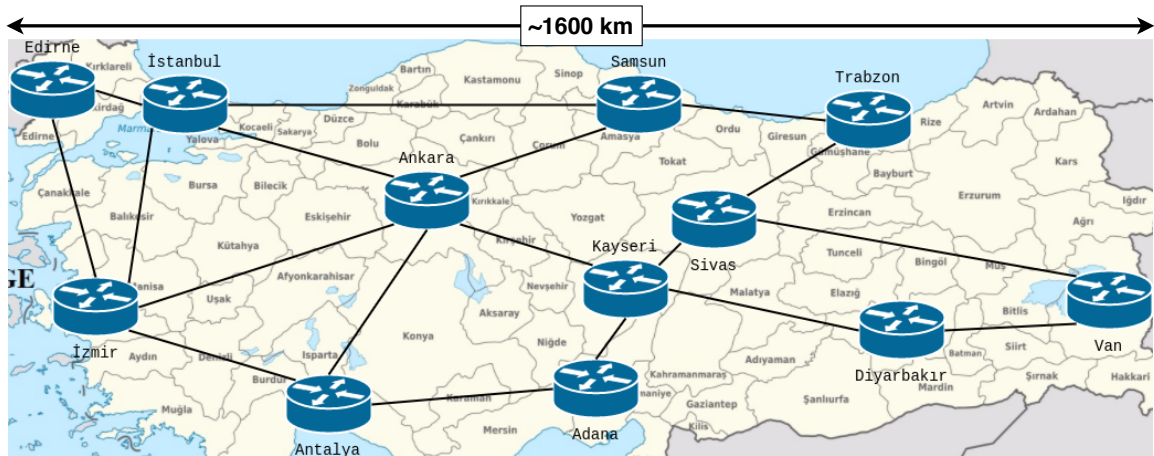 ~1600 km
Edirne
Kırklareli
İstanbul
Bartın
Sinop
Samsun
Kastamonu
Trabzon
Zonguldak
Karabük
Artvin
Ardahan
Marma
Kocaeli
Sakarya
Düzce
Bolu
Çankırı
Çorum
Amasya
Ordu
Giresun
Rize
Edirne
Yalova
Gümüşhane
Bayburt
Kars
Ankara
Tokat
Çanakkale
Bursa
Bilecik
Kırıkkale
Erzurum
Iğdır
Balıkesir
Eskişehir
Yozgat
Erzincan
Ağrı
Kütahya
Kırşehir
Kayseri
Sivas
Tunceli
Bingöl
Muş
GE
Manisa
Uşak
Afyonkarahisar
Nevşehir
Malatya
Elazığ
Bitlis
Aksaray
Van
İzmir
Aydın
Denizli
Isparta
Konya
Niğde
Adıyaman
Diyarbakır
Batman
Siirt
Burdur
Kahramanmaraş
Mardin
Şırnak
Hakkari
Muğla
Karaman
maniye
Gaziantep
Şanlıurfa
Antalya
Mersin
Adana
Kilis